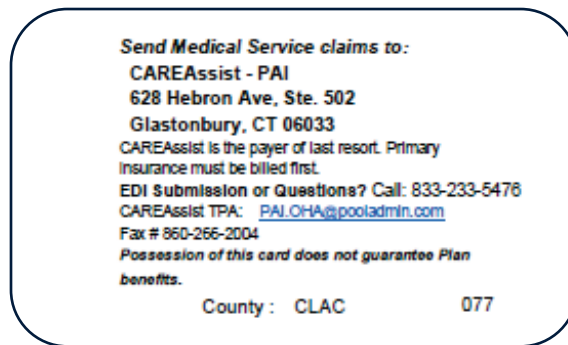 Send Medical Service claims to:
CAREAssist - PAI
628 Hebron Ave, Ste. 502
Glastonbury, CT 06033
CAREAssist is the payer of last resort. Primary
insurance must be billed first.
EDI Submission or Questions? Call: 833-233-5476
CAREAssist TPA: PAI.OHA@pooladmin.com
Fax # 860-266-2004
Possession of this card does not guarantee Plan
benefits.
County : CLAC 077